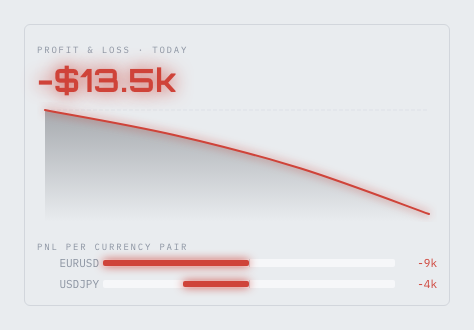 PROFIT & LOSS · TODAY
-$13.5k
PNL PER CURRENCY PAIR
EURUSD -9k
USDJPY -4k